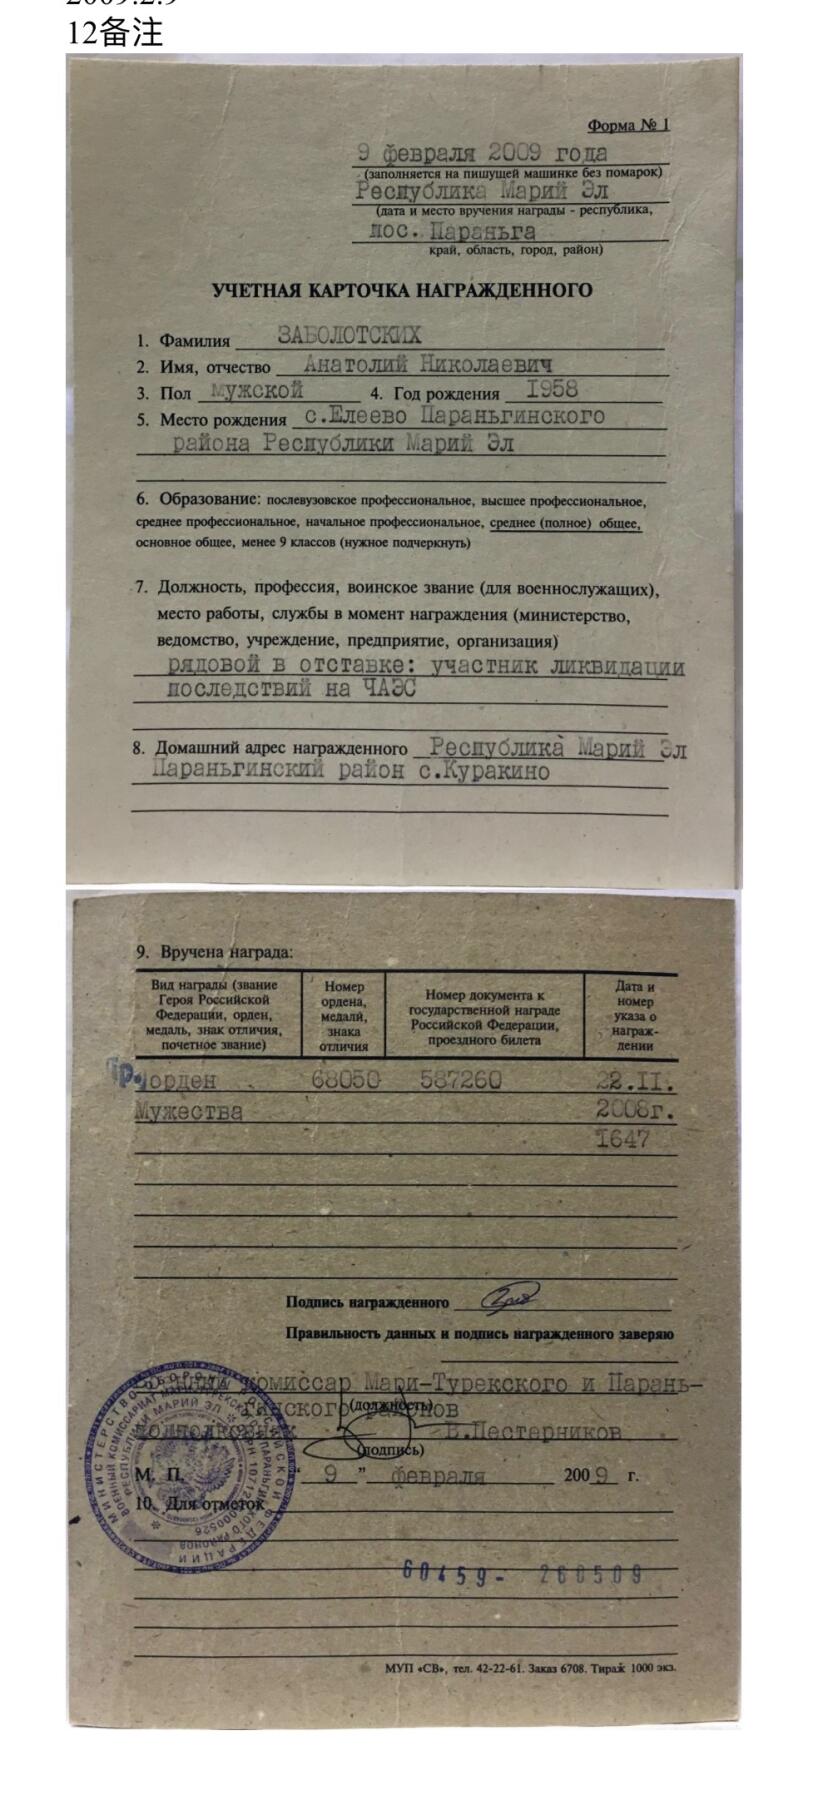 12备注
Форма № 1
9 февраля 2009 года
(заполняется на пишущей машинке без помарок)
Республика Марий Эл
(дата и место вручения награды - республика,
пос. Параньга
край, область, город, район)
УЧЕТНАЯ КАРТОЧКА НАГРАЖДЕННОГО
1. Фамилия ЗАБОЛОТСКИХ
2. Имя, отчество Анатолий Николаевич
3. Пол мужской 4. Год рождения I958
5. Место рождения с.Елеево Параньгинского
района Республики Марий Эл
6. Образование: послевузовское профессиональное, высшее профессиональное,
среднее профессиональное, начальное профессиональное, среднее (полное) общее,
основное общее, менее 9 классов (нужное подчеркнуть)
7. Должность, профессия, воинское звание (для военнослужащих),
место работы, службы в момент награждения (министерство,
ведомство, учреждение, предприятие, организация)
рядовой в отставке: участник ликвидации
последствий на ЧАЭС
8. Домашний адрес награжденного Республика Марий Эл
Параньгинский район с.Куракино
9. Вручена награда:
Вид награды (звание
Героя Российской
Федерации, орден,
медаль, знак отличия,
почетное звание)
Номер
ордена,
медали,
знака
отличия
Номер документа к
государственной награде
Российской Федерации,
проездного билета
Дата и
номер
указа о
награж-
дении
орден 68050 587260 22.II.
Мужества 2008г.
I647
Подпись награжденного
Правильность данных и подпись награжденного заверяю
комиссар Мари-Турекского и Парань-
гинского районов
(должность)
подполковник В.Пестерников
(подпись)
М. П. "9" февраля 2009 г.
10. Для отметок
60459- 260509
МУП «СВ», тел. 42-22-61. Заказ 6708. Тираж 1000 экз.